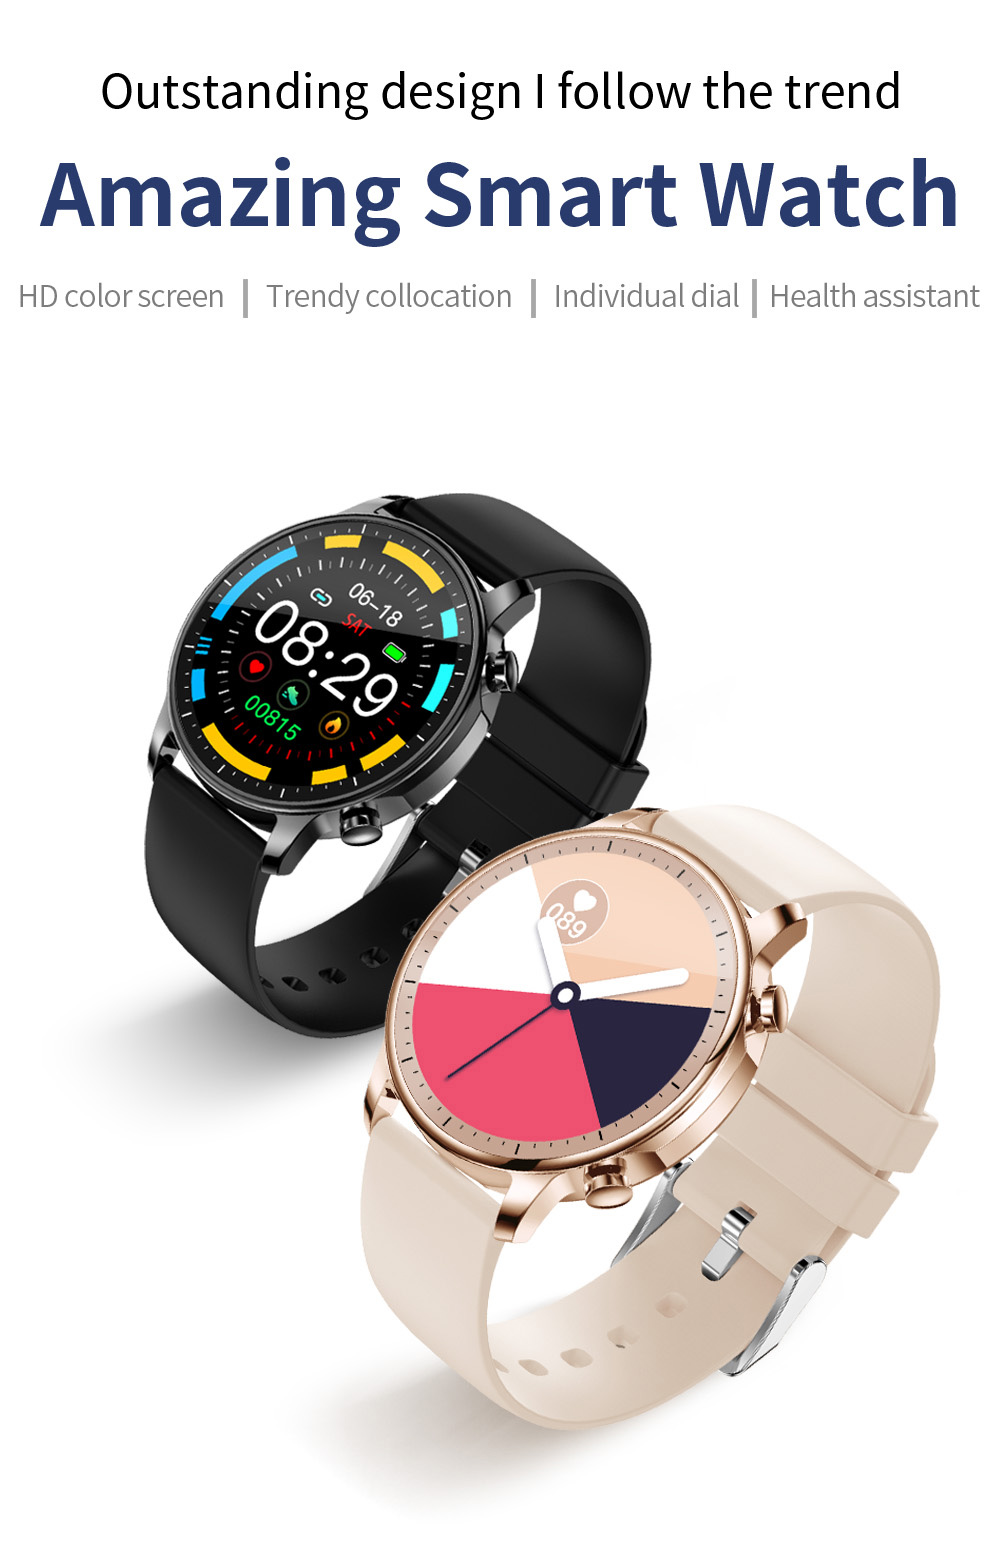 Outstanding design I follow the trend
Amazing Smart Watch
HD color screen | Trendy collocation | Individual dial | Health assistant
06-18
SAT
08:29
00815
089